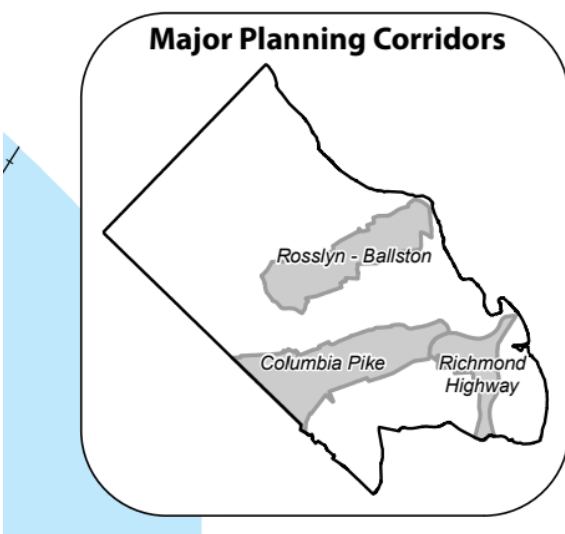 Major Planning Corridors
Rosslyn - Ballston
Columbia Pike
Richmond
Highway